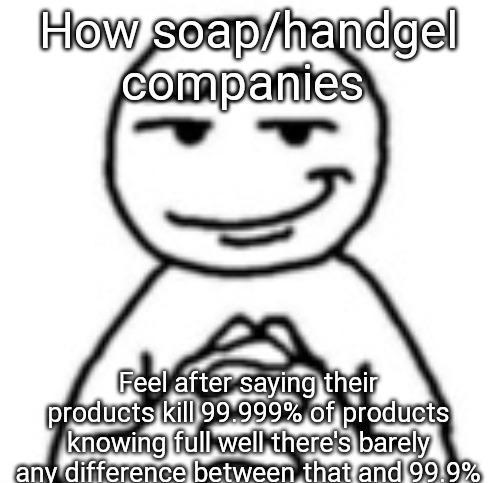 How soap/handgel
companies
Feel after saying their
products kill 99.999% of products
knowing full well there's barely
any difference between that and 99.9%